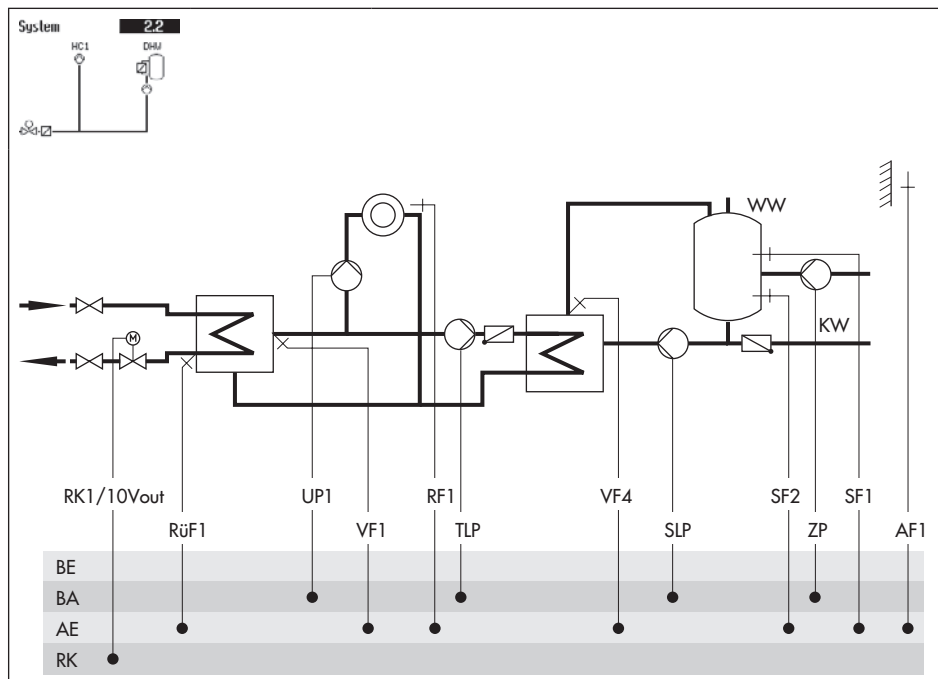 System 2.2
HC1 DHW
WW
M
KW
RK1/10Vout UP1 RF1 VF4 SF2 SF1
RüF1 VF1 TLP SLP ZP AF1
BE
BA
AE
RK